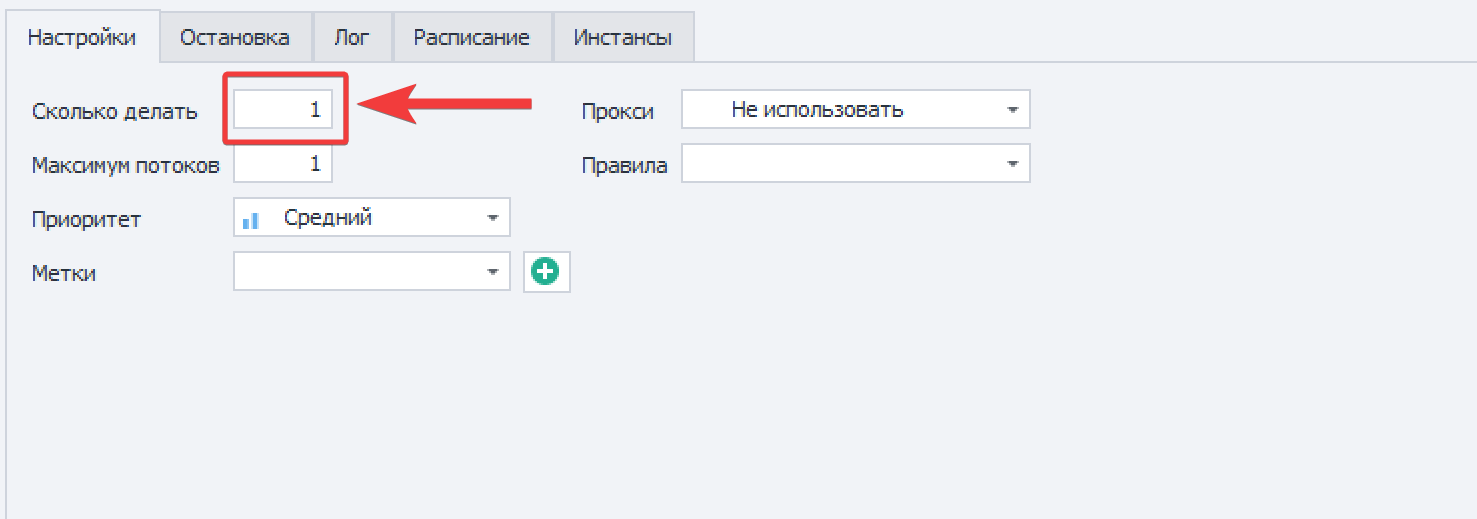 Настройки Остановка Лог Расписание Инстансы
Сколько делать 1 Прокси Не использовать
Максимум потоков 1 Правила
Приоритет Средний
Метки